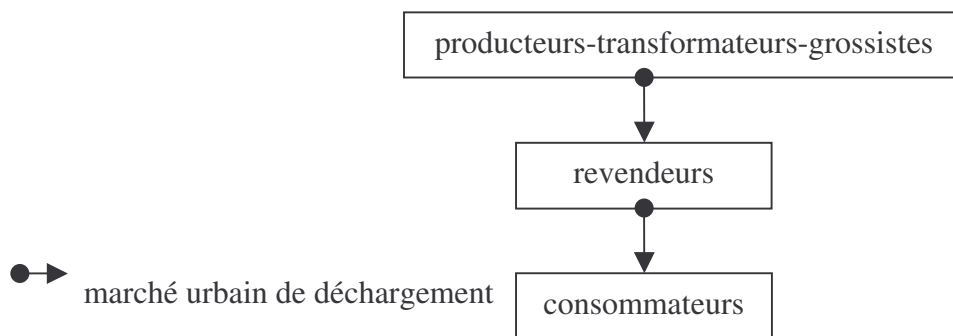 producteurs-transformateurs-grossistes
revendeurs
marché urbain de déchargement
consommateurs